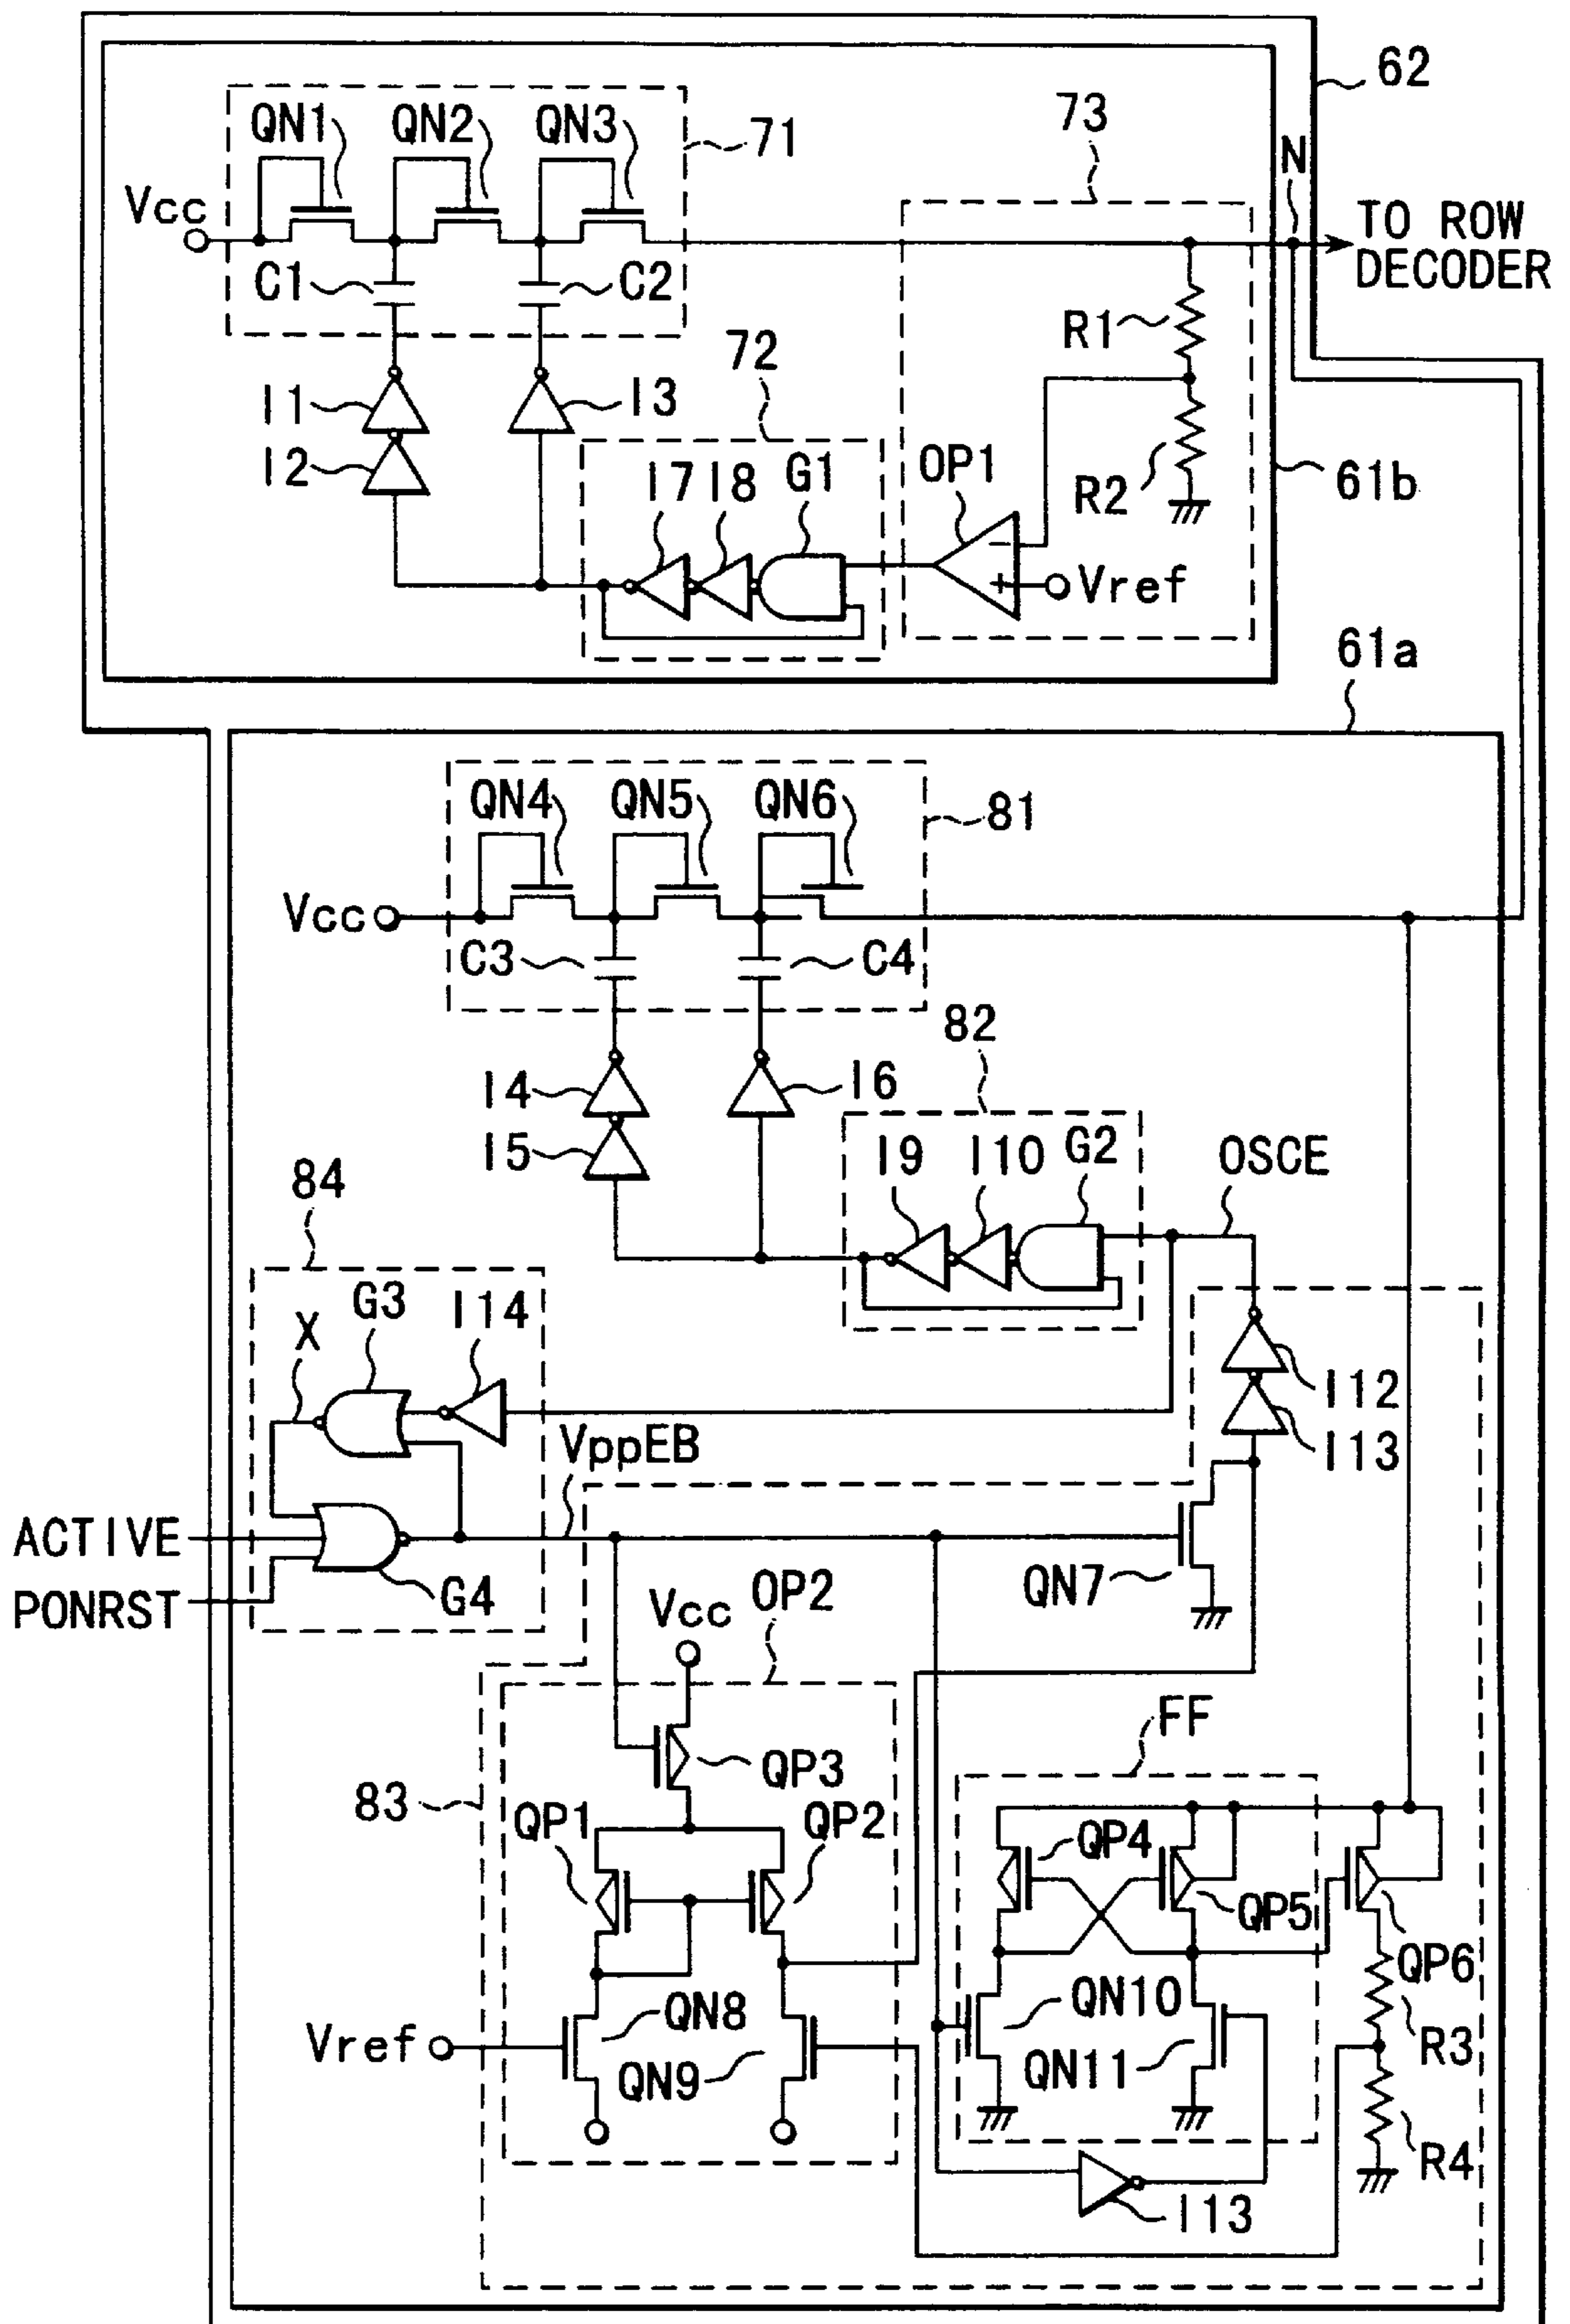 62
73
QN1 QN2 QN3
71
N
Vcc
TO ROW
DECODER
C1
C2
R1
72
I1
I3
I2
I7 I8 G1
OP1
R2
61b
Vref
61a
QN4 QN5 QN6
81
Vcc
C3
C4
82
I4
I6
I5
I9 I10 G2
OSCE
84
G3 I14
X
I12
VppEB
I13
ACTIVE
G4
QN7
PONRST
Vcc OP2
FF
QP3
83
QP1
QP2
QP4
QP5
QP6
QN8
QN10
Vref
QN9
QN11
R3
R4
I13